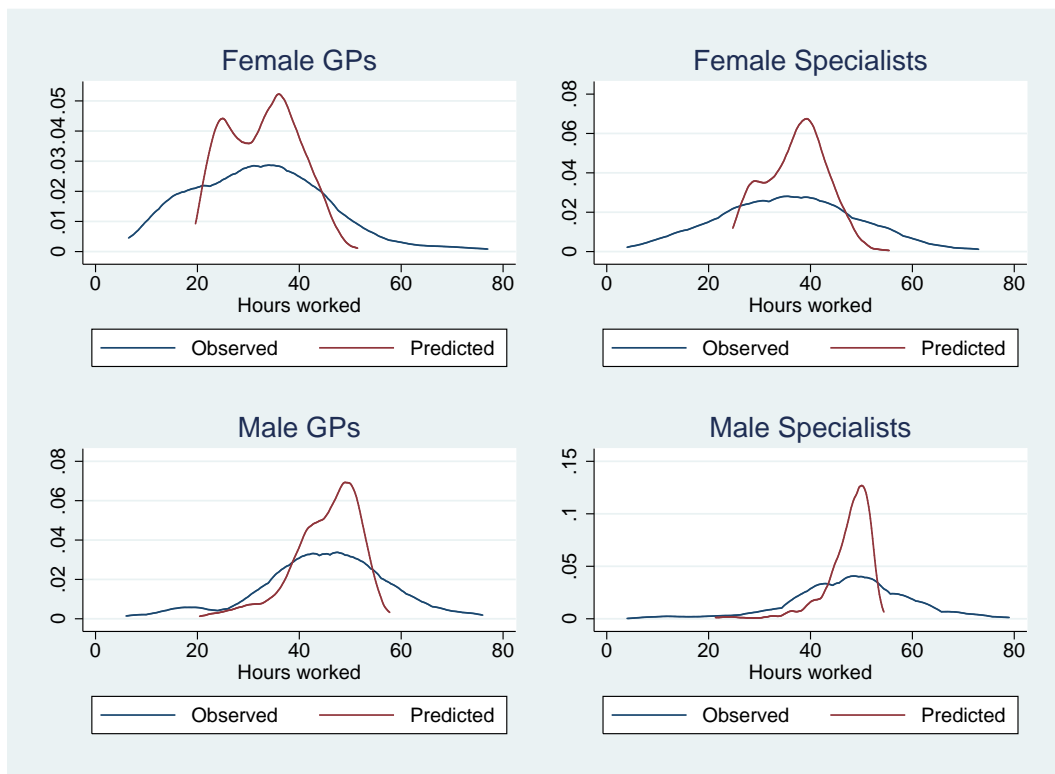 Female GPs
0 .01 .02 .03 .04 .05
0 20 40 60 80
Hours worked
Observed Predicted
Female Specialists
0 .02 .04 .06 .08
0 20 40 60 80
Hours worked
Observed Predicted
Male GPs
0 .02 .04 .06 .08
0 20 40 60 80
Hours worked
Observed Predicted
Male Specialists
0 .05 .1 .15
0 20 40 60 80
Hours worked
Observed Predicted